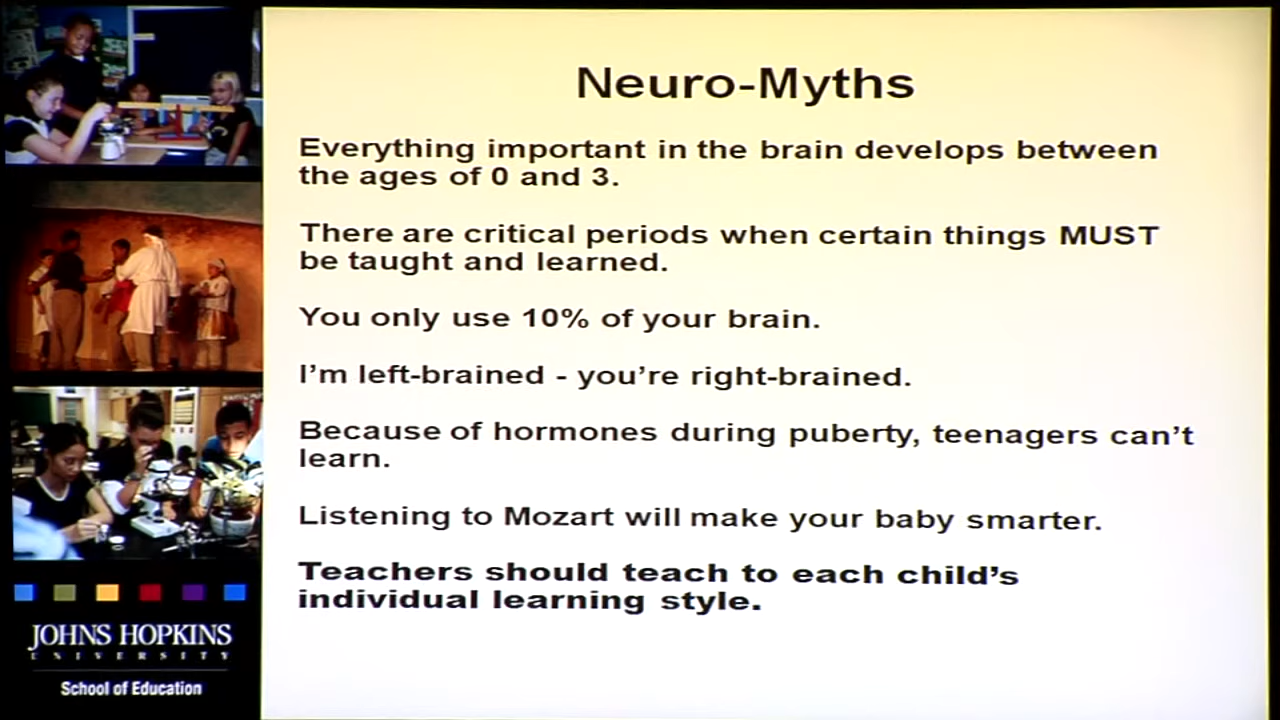 Neuro-Myths
Everything important in the brain develops between
the ages of 0 and 3.
There are critical periods when certain things MUST
be taught and learned.
You only use 10% of your brain.
I'm left-brained - you're right-brained.
Because of hormones during puberty, teenagers can't
learn.
Listening to Mozart will make your baby smarter.
Teachers should teach to each child's
individual learning style.
JOHNS HOPKINS
UNIVERSITY
School of Education